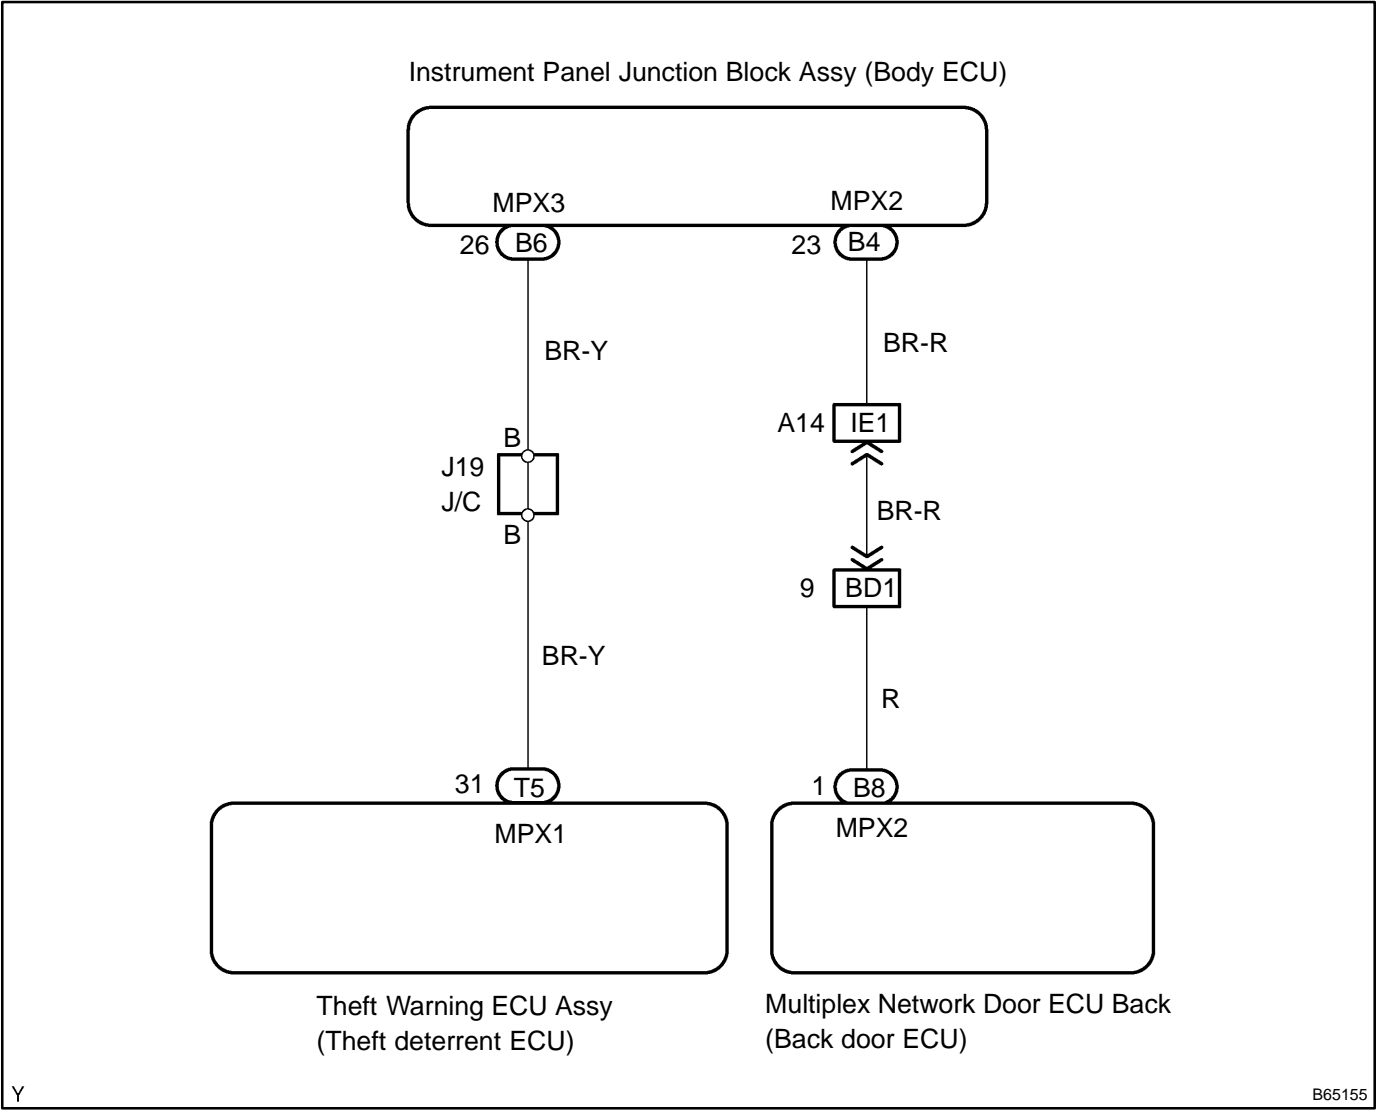 Instrument Panel Junction Block Assy (Body ECU)
MPX3
MPX2
26
B6
23
B4
BR-Y
BR-R
A14
IE1
B
J19
J/C
B
BR-R
9
BD1
BR-Y
R
31
T5
1
B8
MPX1
MPX2
Theft Warning ECU Assy
(Theft deterrent ECU)
Multiplex Network Door ECU Back
(Back door ECU)
Y
B65155